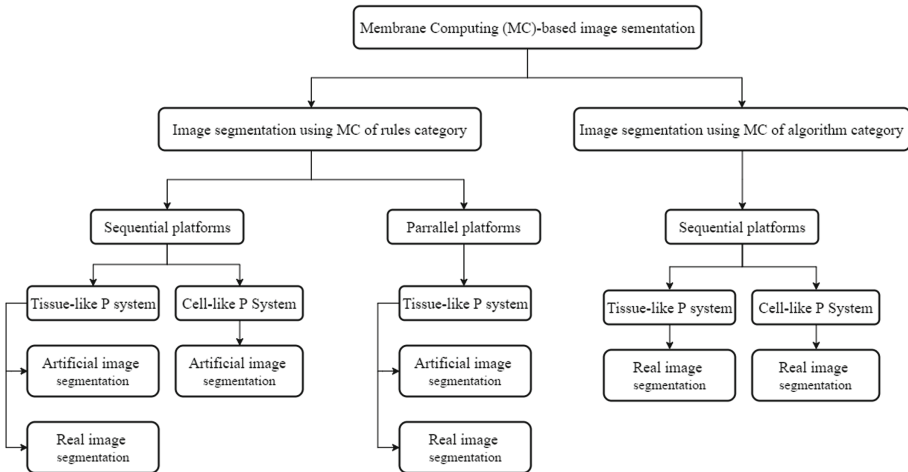 Membrane Computing (MC)-based image sementation
Image segmentation using MC of rules category
Image segmentation using MC of algorithm category
Sequential platforms
Parrallel platforms
Sequential platforms
Tissue-like P system
Cell-like P System
Tissue-like P system
Tissue-like P system
Cell-like P System
Artificial image
segmentation
Artificial image
segmentation
Artificial image
segmentation
Real image
segmentation
Real image
segmentation
Real image
segmentation
Real image
segmentation